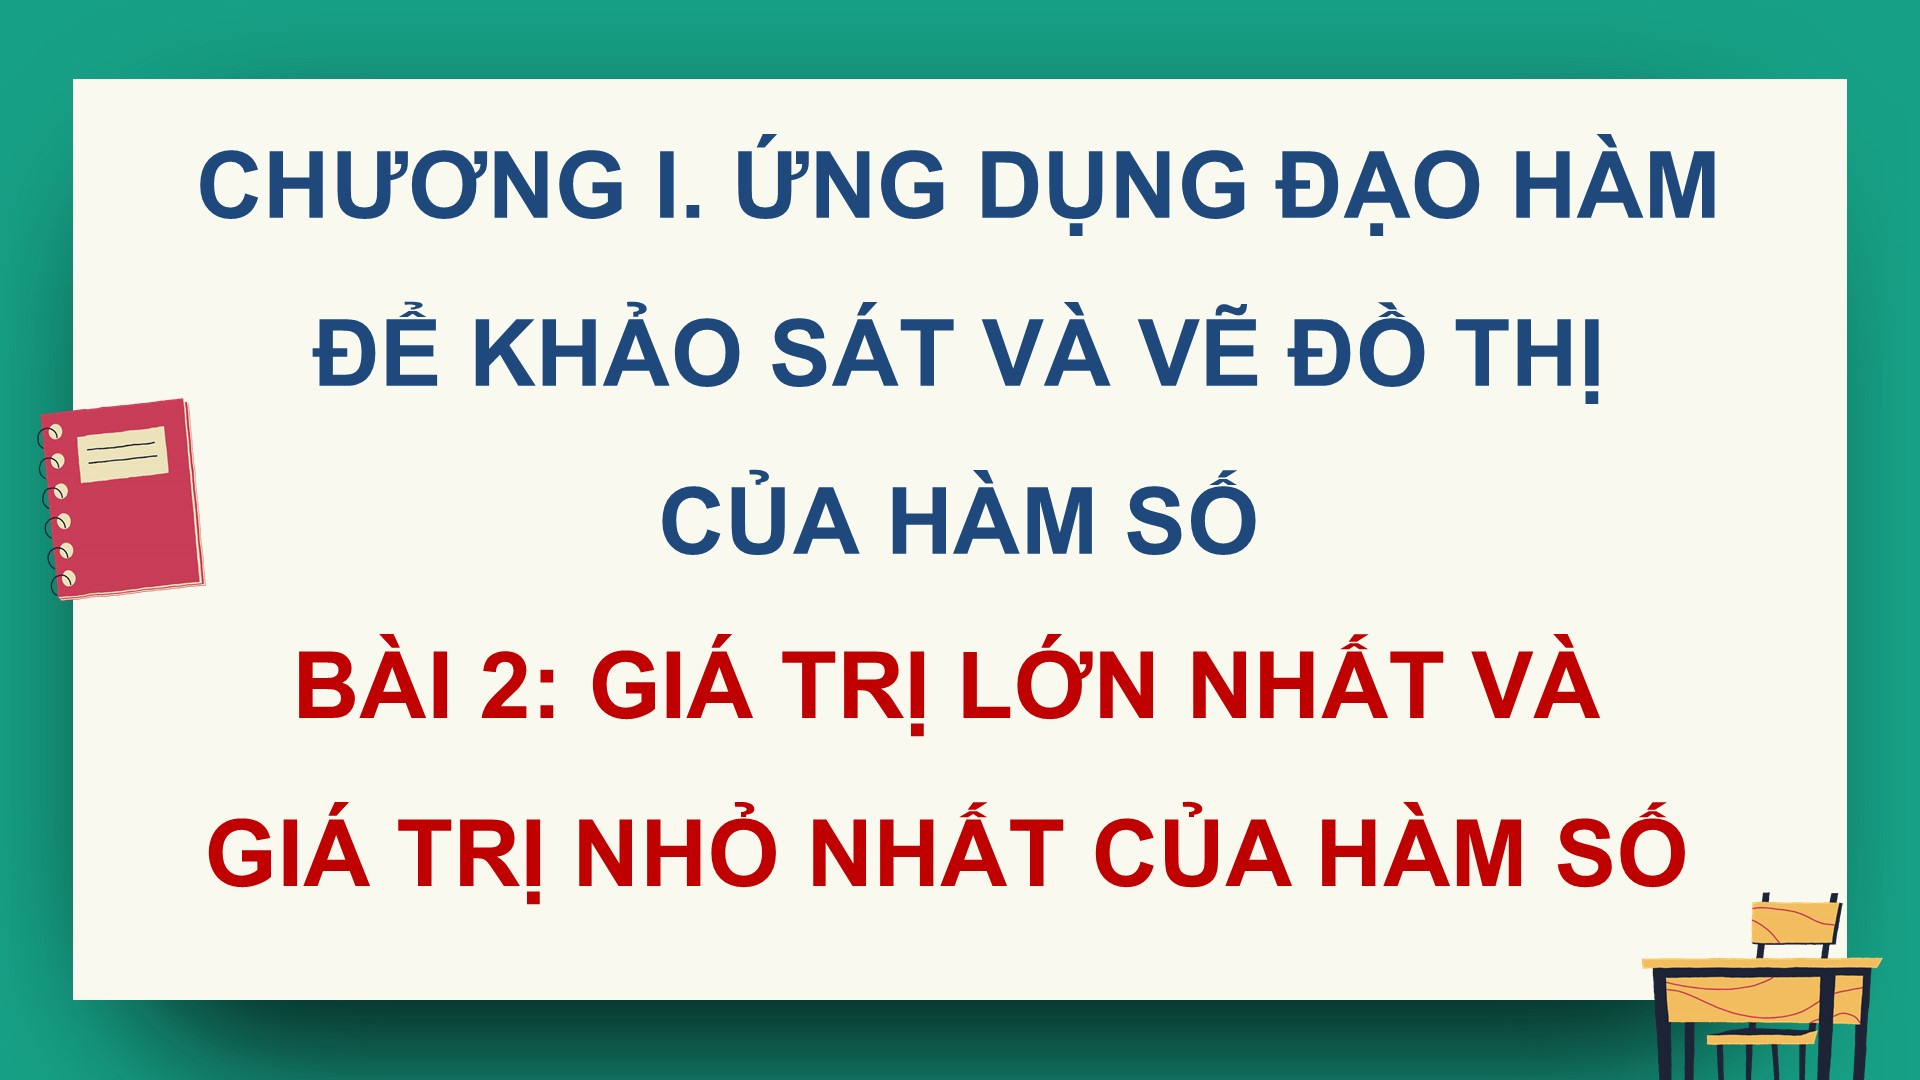 CHƯƠNG I. ỨNG DỤNG ĐẠO HÀM
ĐỂ KHẢO SÁT VÀ VẼ ĐỒ THỊ
CỦA HÀM SỐ
BÀI 2: GIÁ TRỊ LỚN NHẤT VÀ
GIÁ TRỊ NHỎ NHẤT CỦA HÀM SỐ